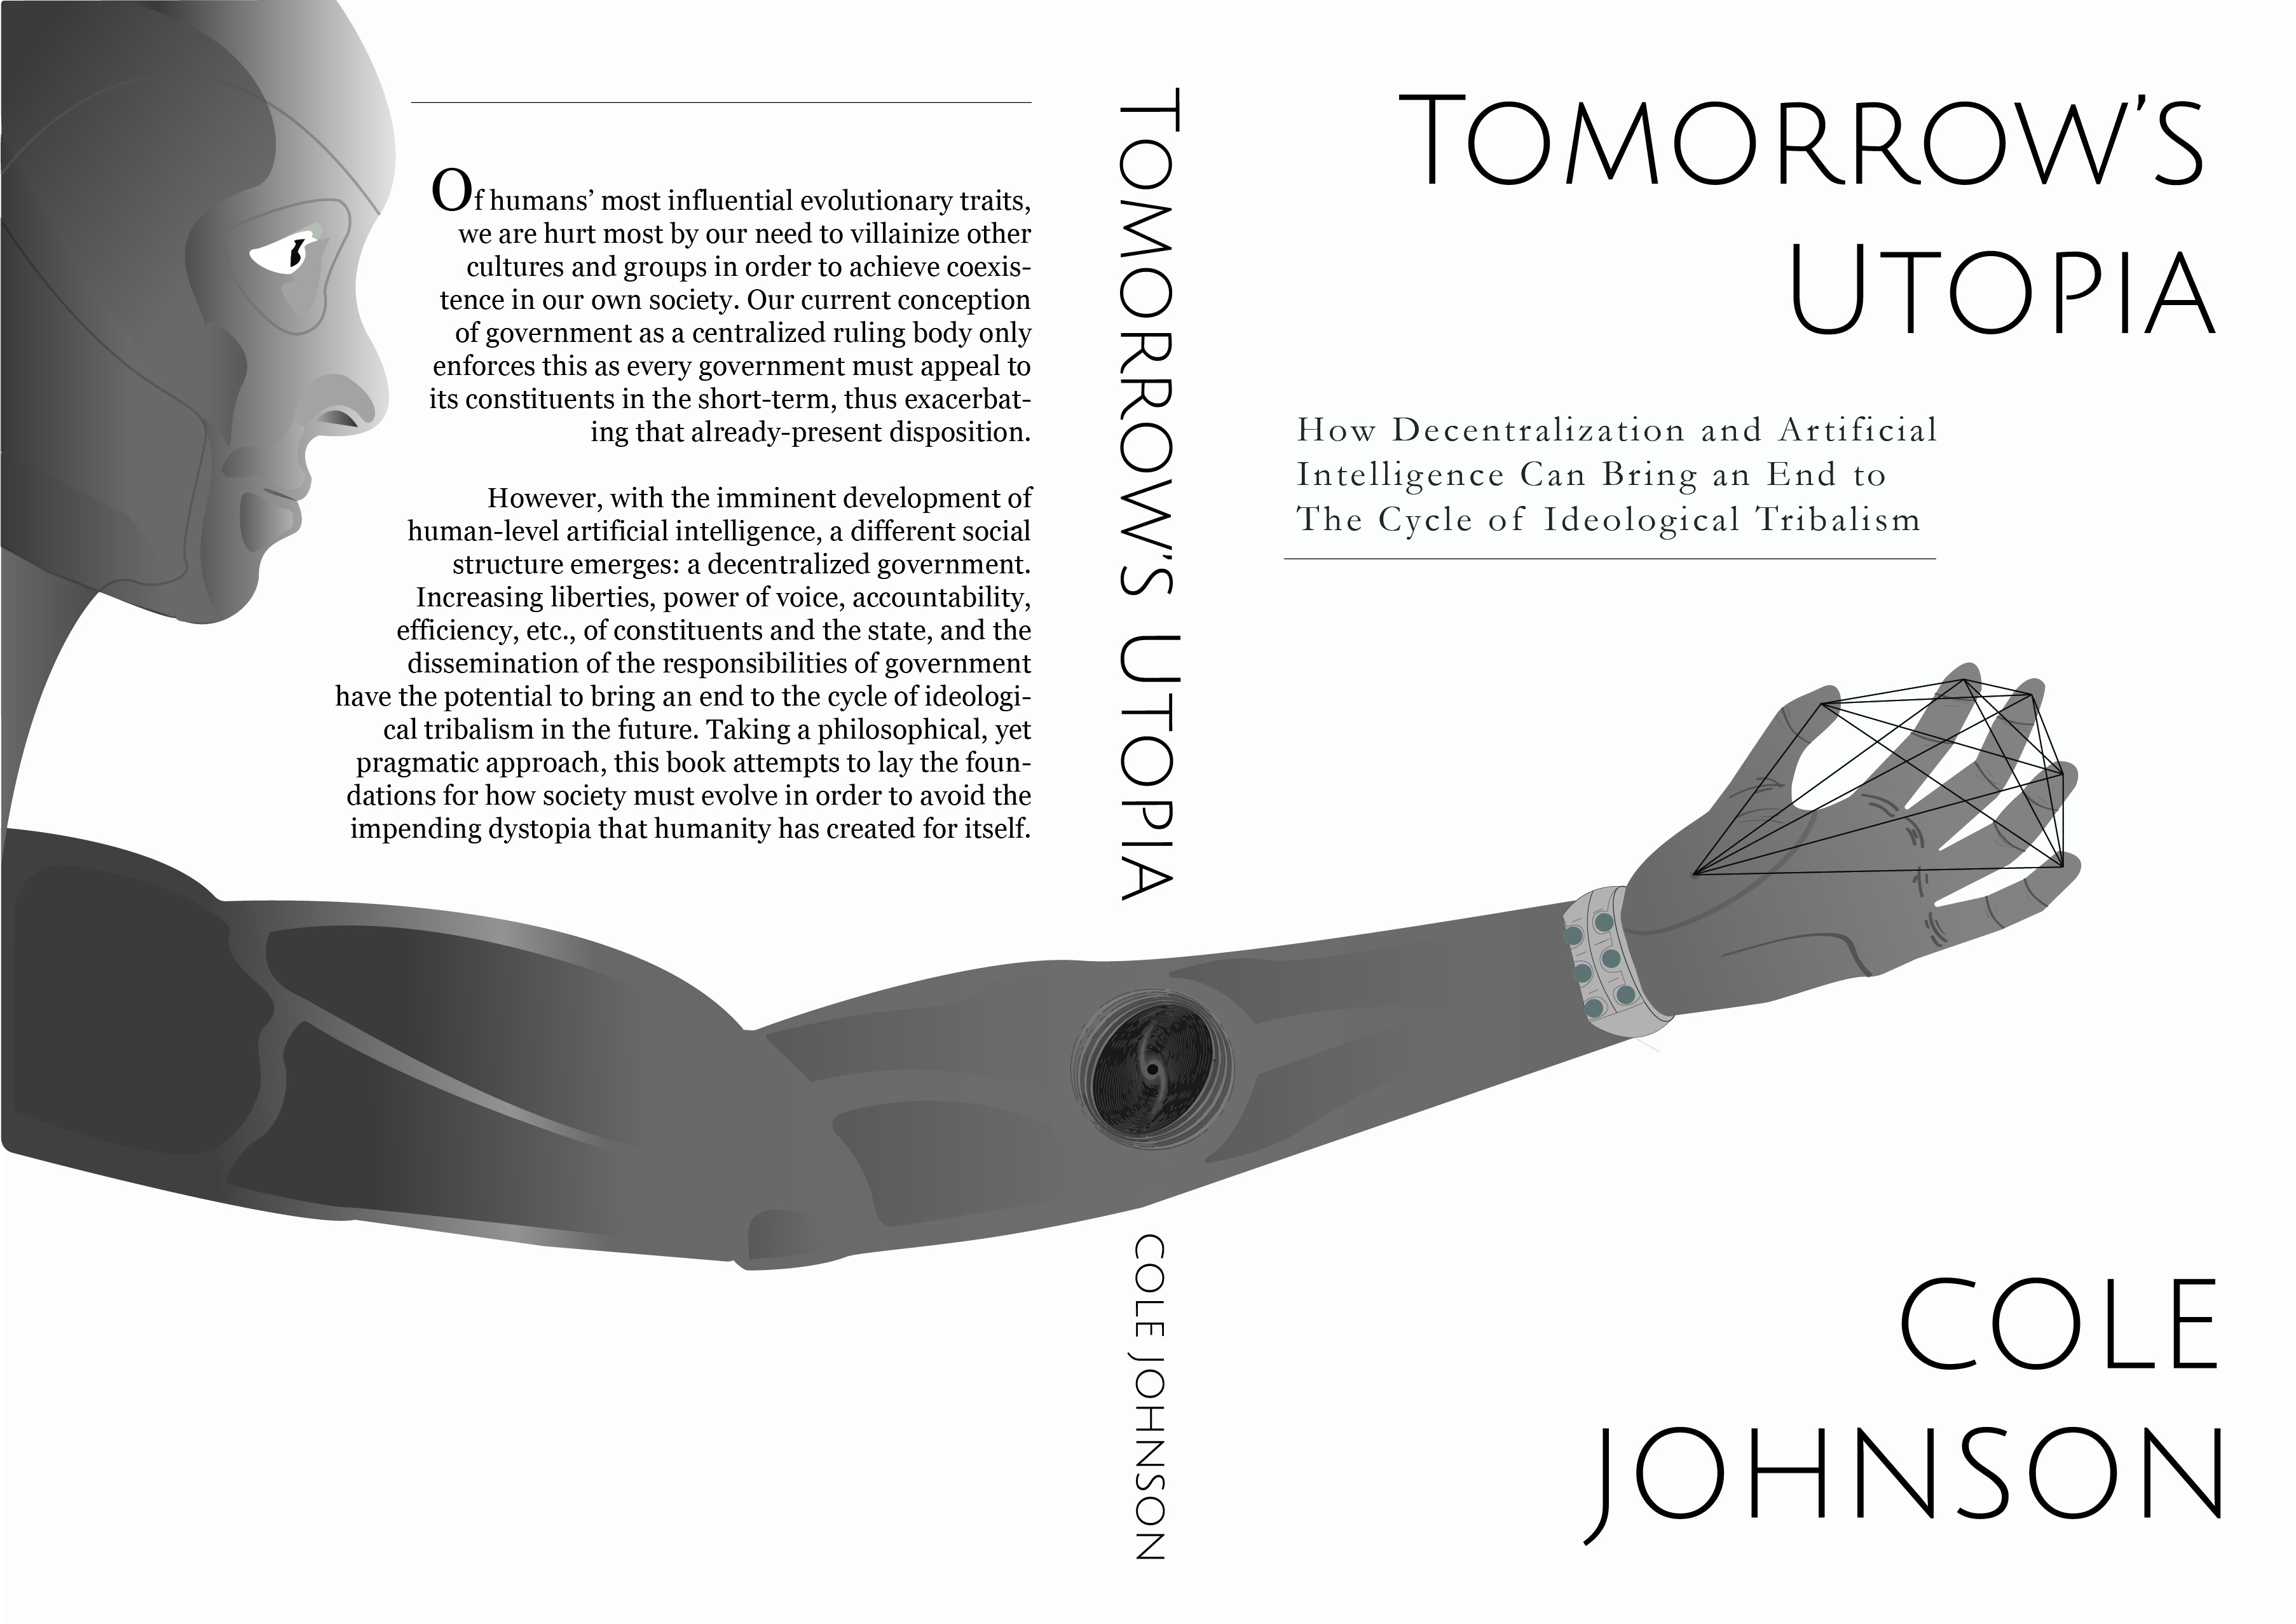 Of humans’ most influential evolutionary traits,
we are hurt most by our need to villainize other
cultures and groups in order to achieve coexis-
tence in our own society. Our current conception
of government as a centralized ruling body only
enforces this as every government must appeal to
its constituents in the short-term, thus exacerbat-
ing that already-present disposition.
However, with the imminent development of
human-level artificial intelligence, a different social
structure emerges: a decentralized government.
Increasing liberties, power of voice, accountability,
efficiency, etc., of constituents and the state, and the
dissemination of the responsibilities of government
have the potential to bring an end to the cycle of ideologi-
cal tribalism in the future. Taking a philosophical, yet
pragmatic approach, this book attempts to lay the foun-
dations for how society must evolve in order to avoid the
impending dystopia that humanity has created for itself.
TOMORROW’S UTOPIA
COLE JOHNSON
TOMORROW’S
UTOPIA
How Decentralization and Artificial
Intelligence Can Bring an End to
The Cycle of Ideological Tribalism
COLE
JOHNSON